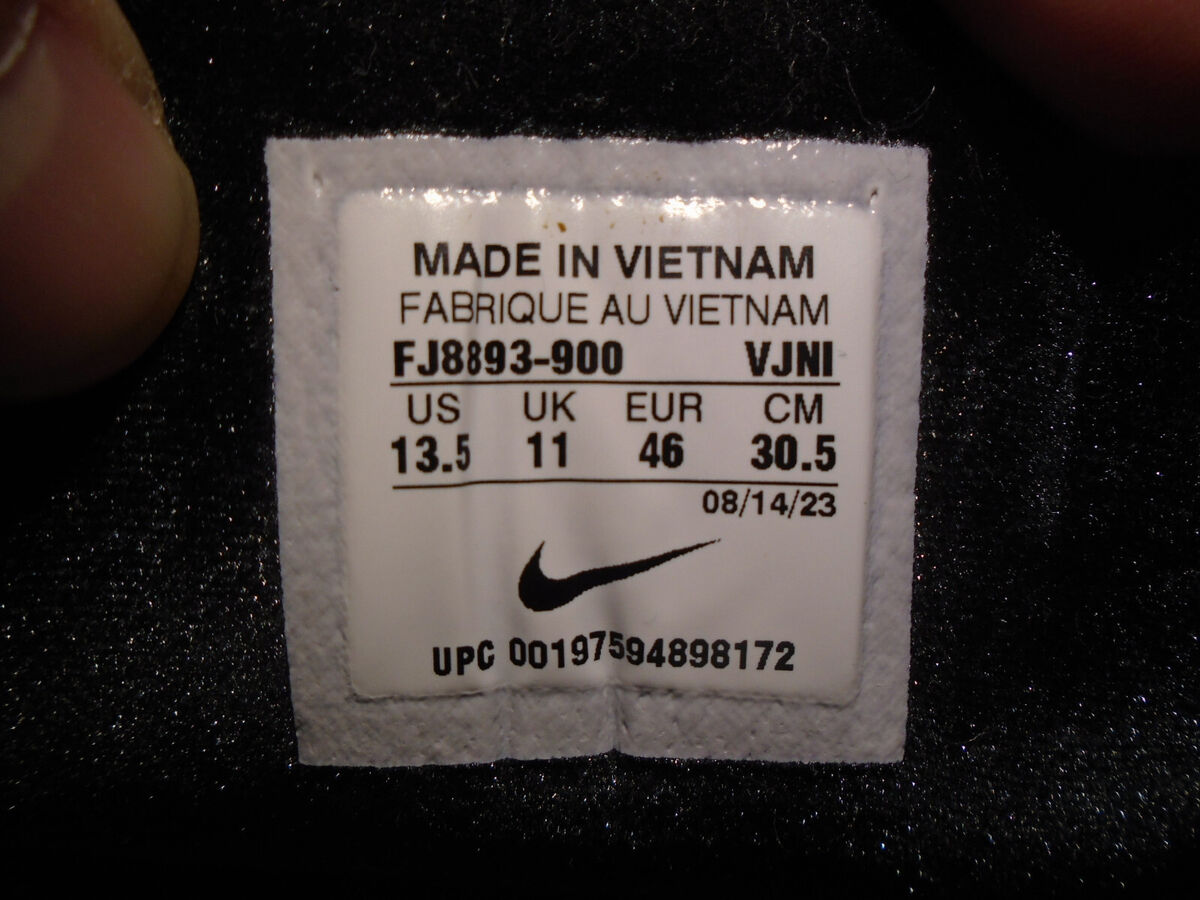 MADE IN VIETNAM
FABRIQUE AU VIETNAM
FJ8893-900 VJNI
US UK EUR CM
13.5 11 46 30.5
08/14/23
UPC 00197594898172